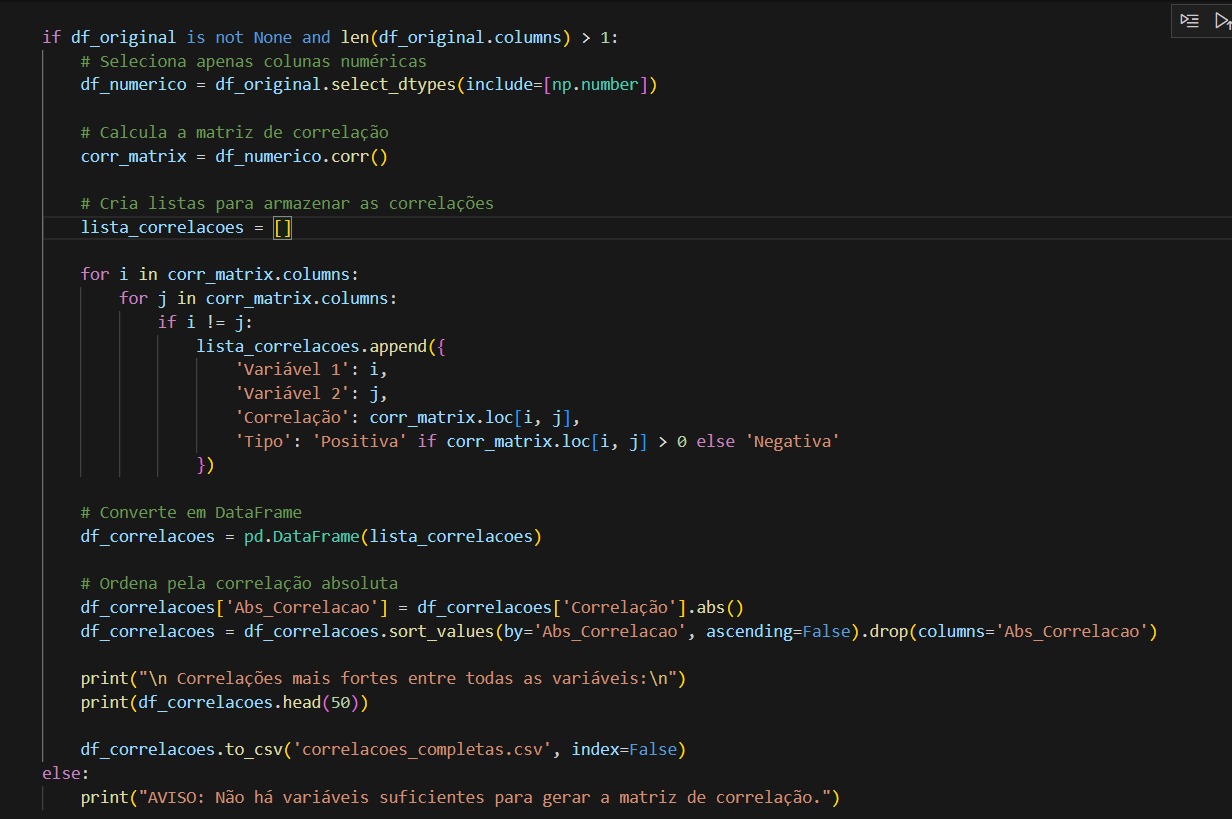 if df_original is not None and len(df_original.columns) > 1:
    # Seleciona apenas colunas numéricas
    df_numerico = df_original.select_dtypes(include=[np.number])

    # Calcula a matriz de correlação
    corr_matrix = df_numerico.corr()

    # Cria listas para armazenar as correlações
    lista_correlacoes = []

    for i in corr_matrix.columns:
        for j in corr_matrix.columns:
            if i != j:
                lista_correlacoes.append({
                    'Variável 1': i,
                    'Variável 2': j,
                    'Correlação': corr_matrix.loc[i, j],
                    'Tipo': 'Positiva' if corr_matrix.loc[i, j] > 0 else 'Negativa'
                })

    # Converte em DataFrame
    df_correlacoes = pd.DataFrame(lista_correlacoes)

    # Ordena pela correlação absoluta
    df_correlacoes['Abs_Correlacao'] = df_correlacoes['Correlação'].abs()
    df_correlacoes = df_correlacoes.sort_values(by='Abs_Correlacao', ascending=False).drop(columns='Abs_Correlacao')

    print("\n Correlações mais fortes entre todas as variáveis:\n")
    print(df_correlacoes.head(50))

    df_correlacoes.to_csv('correlacoes_completas.csv', index=False)
else:
    print("AVISO: Não há variáveis suficientes para gerar a matriz de correlação.")